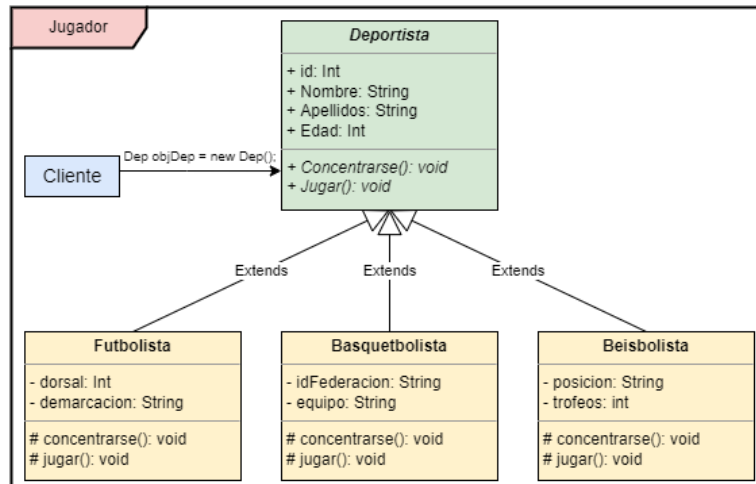 Jugador
Deportista
+ id: Int
+ Nombre: String
+ Apellidos: String
+ Edad: Int
+ Concentrarse(): void
+ Jugar(): void
Dep objDep = new Dep();
Cliente
Extends
Extends
Extends
Futbolista
- dorsal: Int
- demarcacion: String
# concentrarse(): void
# jugar(): void
Basquetbolista
- idFederacion: String
- equipo: String
# concentrarse(): void
# jugar(): void
Beisbolista
- posicion: String
- trofeos: int
# concentrarse(): void
# jugar(): void